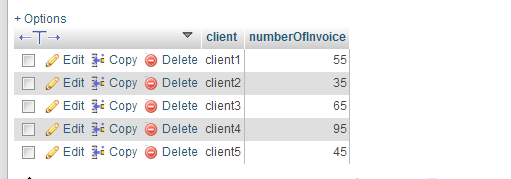 + Options
←T→ client numberOfInvoice
Edit Copy Delete client1 55
Edit Copy Delete client2 35
Edit Copy Delete client3 65
Edit Copy Delete client4 95
Edit Copy Delete client5 45